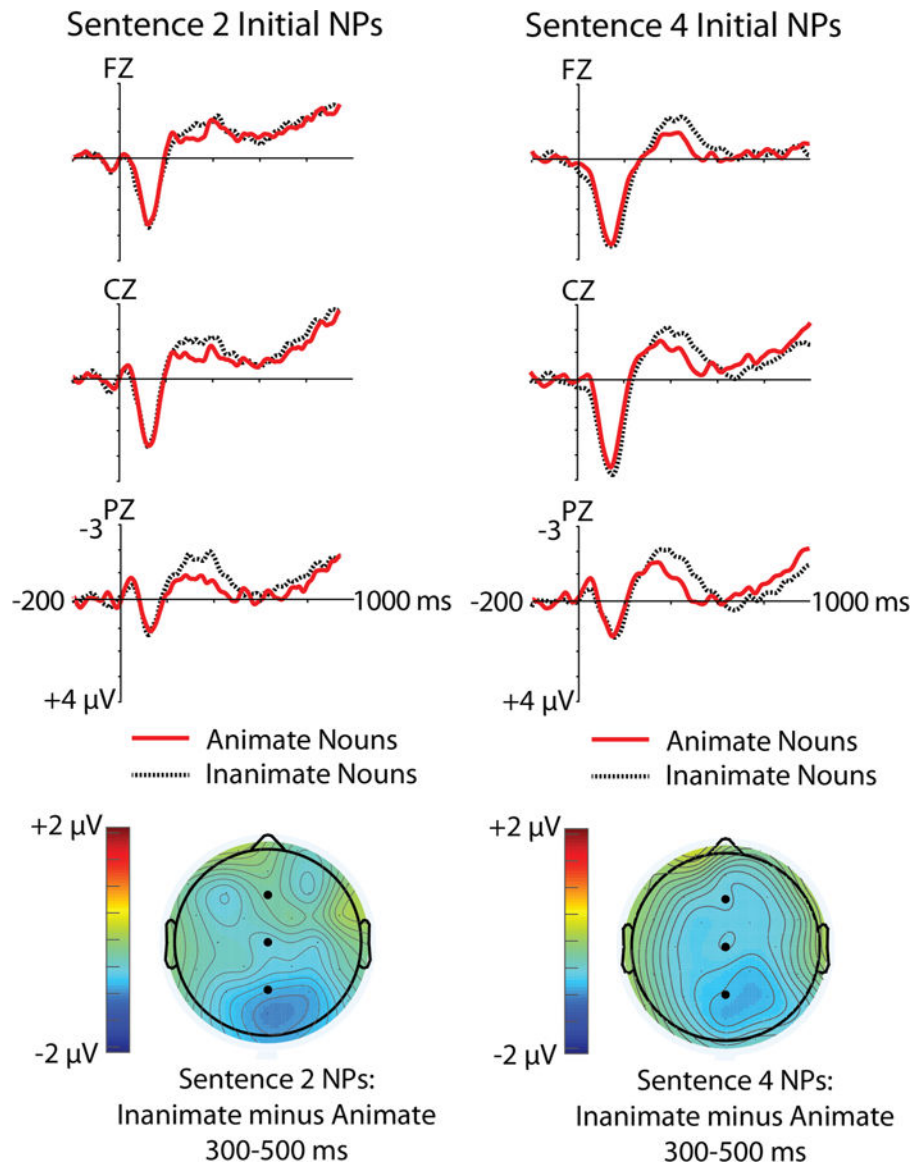 Sentence 2 Initial NPs
Sentence 4 Initial NPs
FZ
FZ
CZ
CZ
PZ
PZ
-3
-3
-200
1000 ms
-200
1000 ms
+4 µV
+4 µV
Animate Nouns
Animate Nouns
Inanimate Nouns
Inanimate Nouns
+2 µV
+2 µV
-2 µV
-2 µV
Sentence 2 NPs:
Inanimate minus Animate
300-500 ms
Sentence 4 NPs:
Inanimate minus Animate
300-500 ms